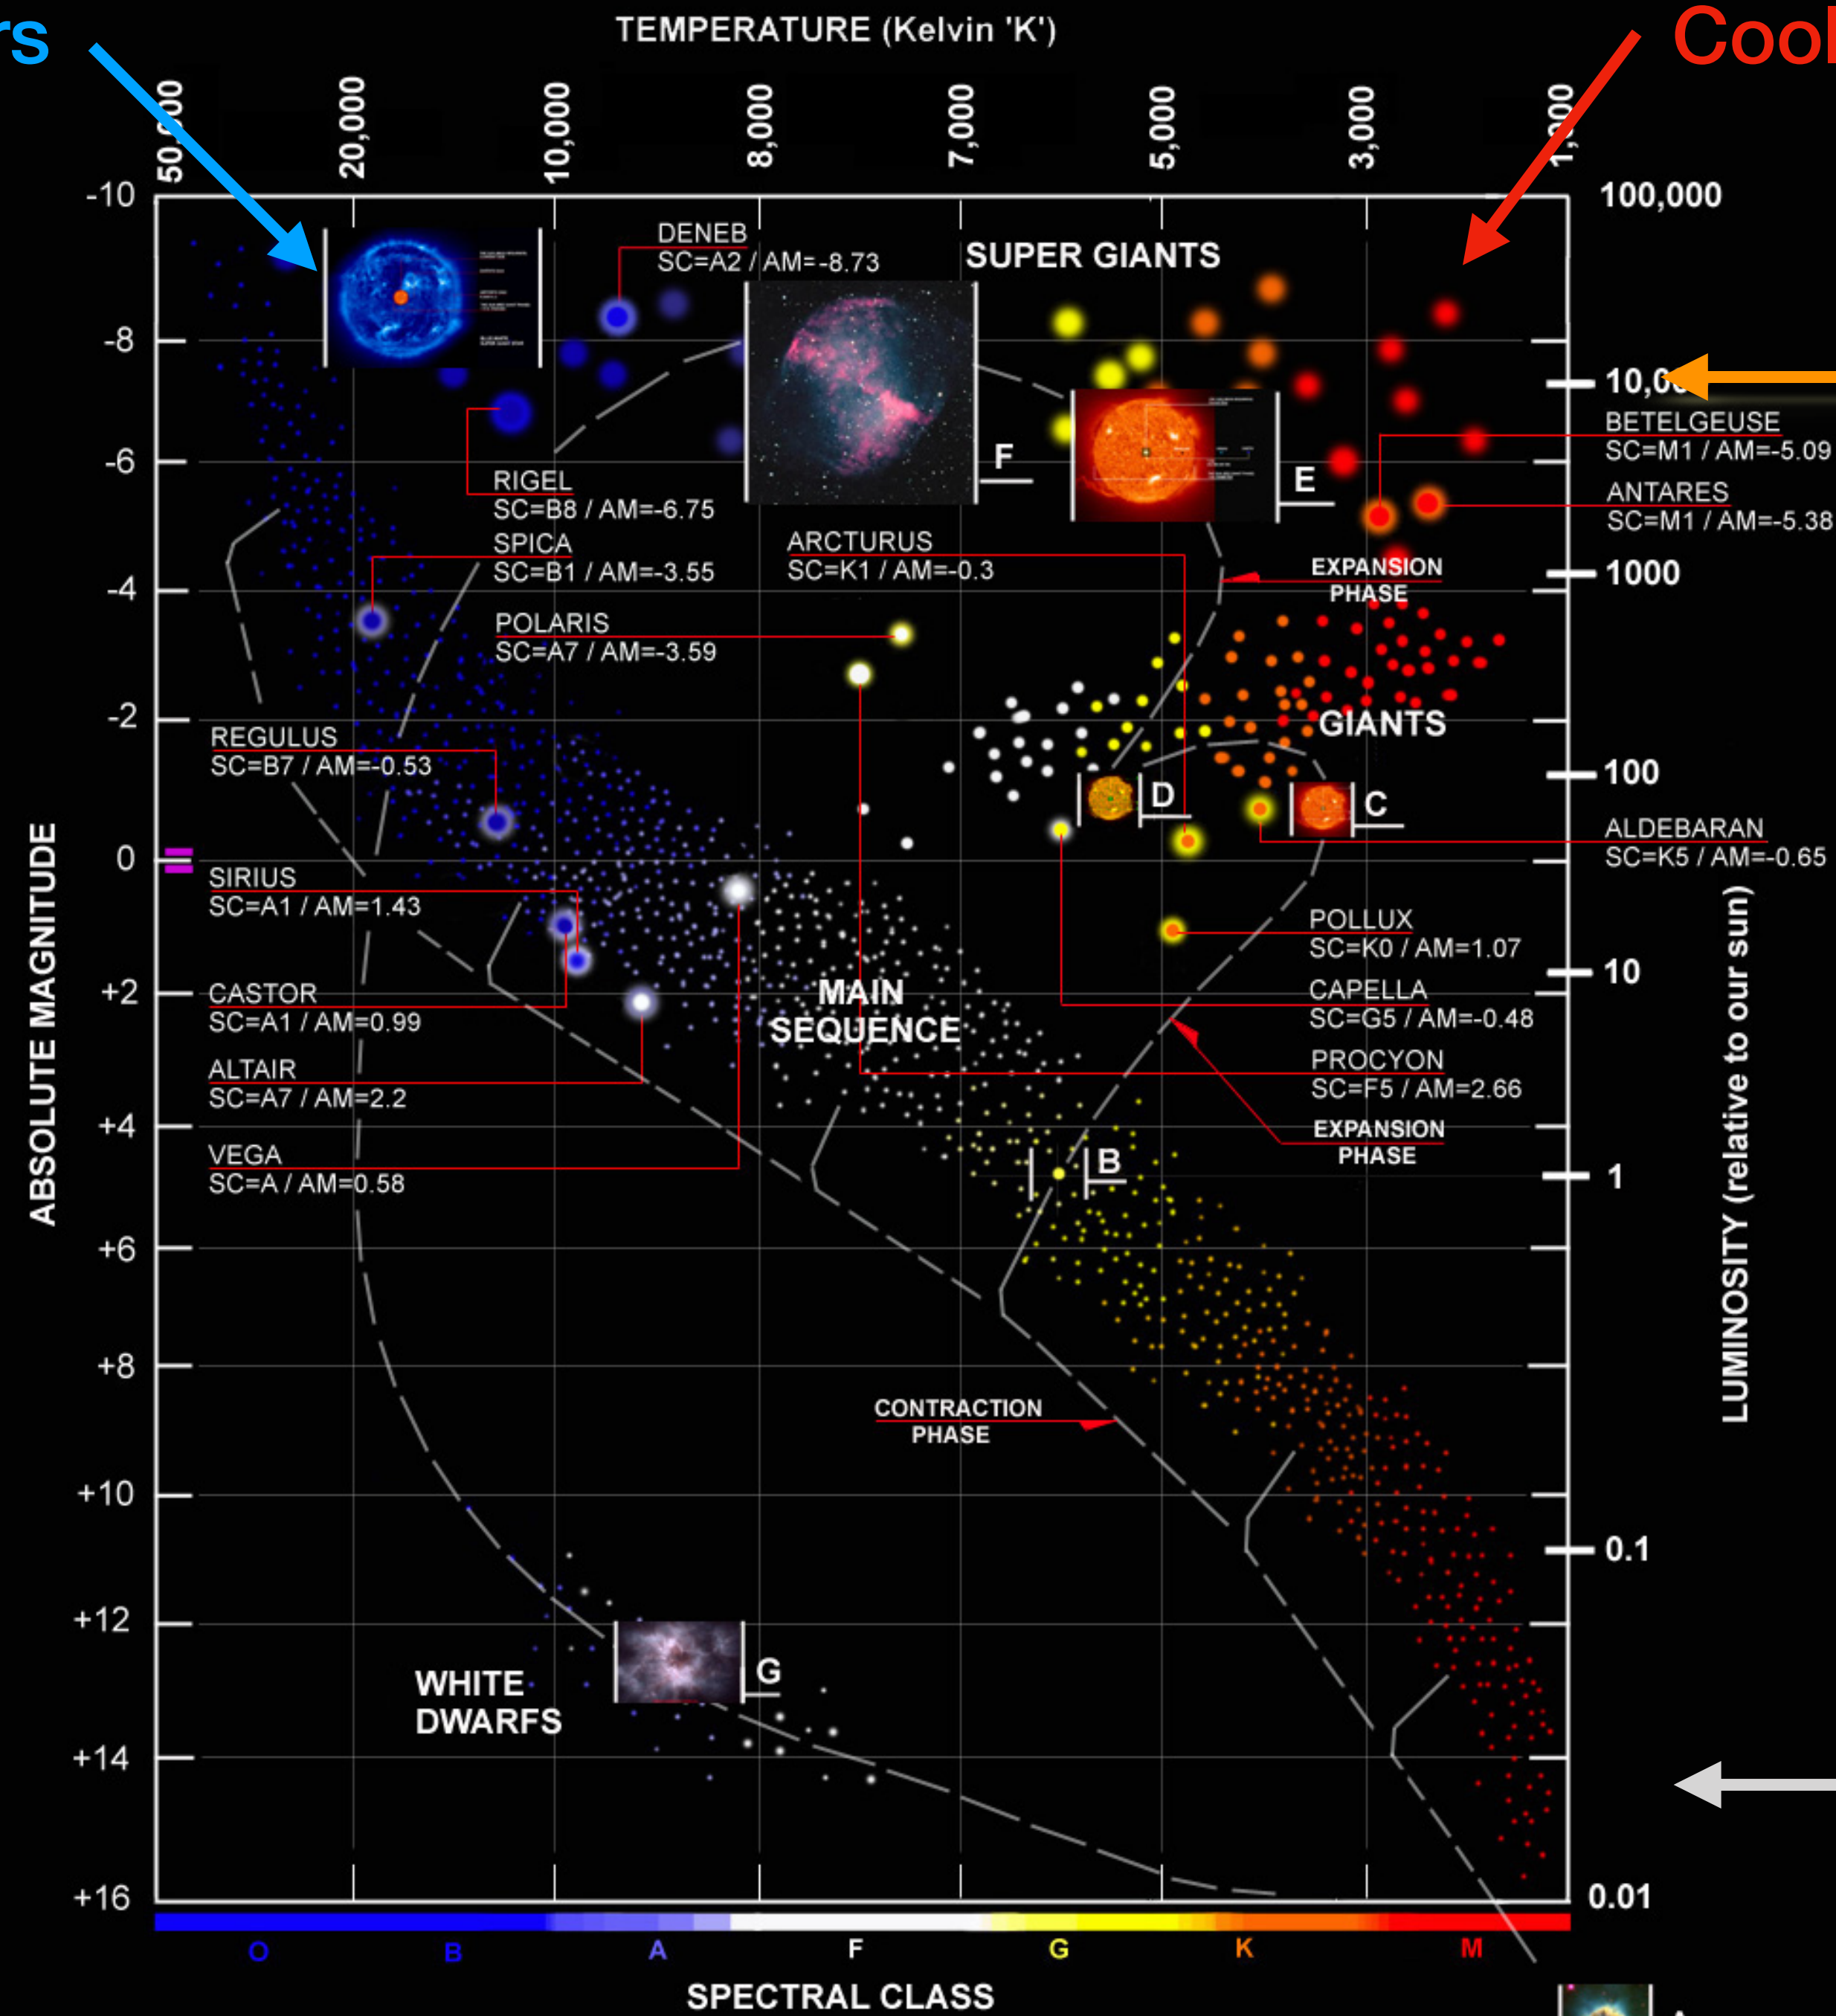 TEMPERATURE (Kelvin 'K')
Cool
20,000
10,000
8,000
7,000
5,000
3,000
-10
-8
-6
-4
-2
0
+2
+4
+6
+8
+10
+12
+14
+16
ABSOLUTE MAGNITUDE
100,000
1000
100
10
1
0.1
0.01
LUMINOSITY (relative to our sun)
DENEB
SC=A2 / AM=-8.73
SUPER GIANTS
F
E
RIGEL
SC=B8 / AM=-6.75
BETELGEUSE
SC=M1 / AM=-5.09
ANTARES
SC=M1 / AM=-5.38
SPICA
SC=B1 / AM=-3.55
ARCTURUS
SC=K1 / AM=-0.3
EXPANSION
PHASE
POLARIS
SC=A7 / AM=-3.59
GIANTS
REGULUS
SC=B7 / AM=-0.53
D
C
ALDEBARAN
SC=K5 / AM=-0.65
SIRIUS
SC=A1 / AM=1.43
POLLUX
SC=K0 / AM=1.07
CASTOR
SC=A1 / AM=0.99
MAIN
SEQUENCE
CAPELLA
SC=G5 / AM=-0.48
ALTAIR
SC=A7 / AM=2.2
PROCYON
SC=F5 / AM=2.66
VEGA
SC=A / AM=0.58
EXPANSION
PHASE
B
CONTRACTION
PHASE
WHITE
DWARFS
G
O B A F G K M
SPECTRAL CLASS